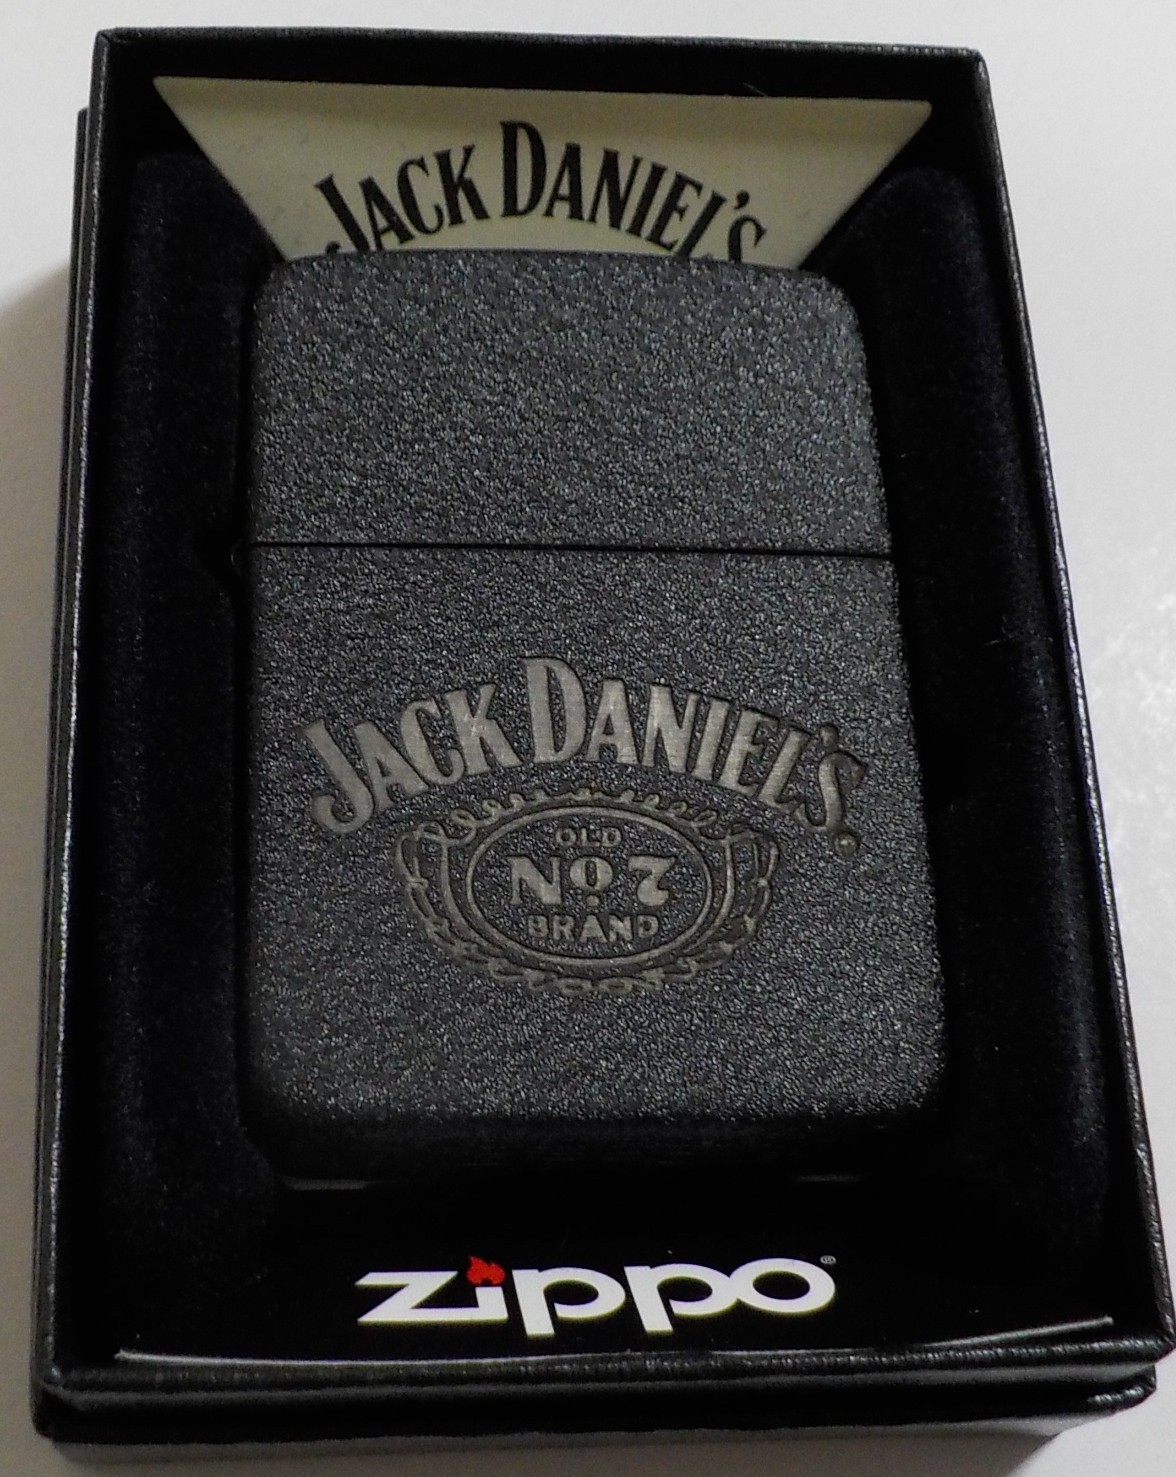 JACK DANIEL'S
JACK DANIEL'S
OLD
No. 7
BRAND
zippo®